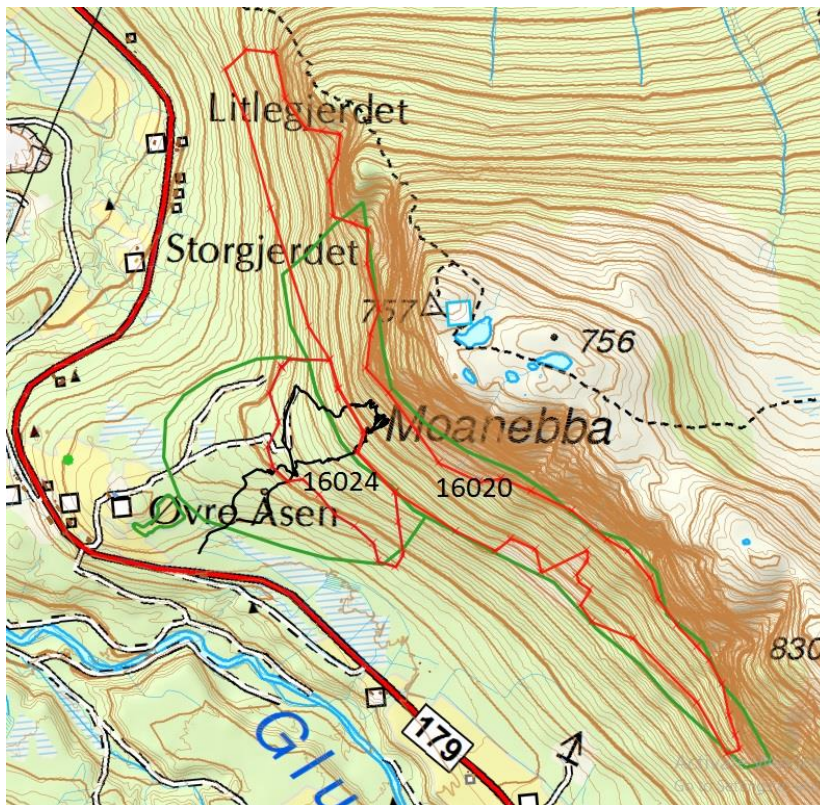 Litlegjerdet
Storgjerdet
757
756
Moanebba
16024
16020
Øvre Åsen
830
179
Glu